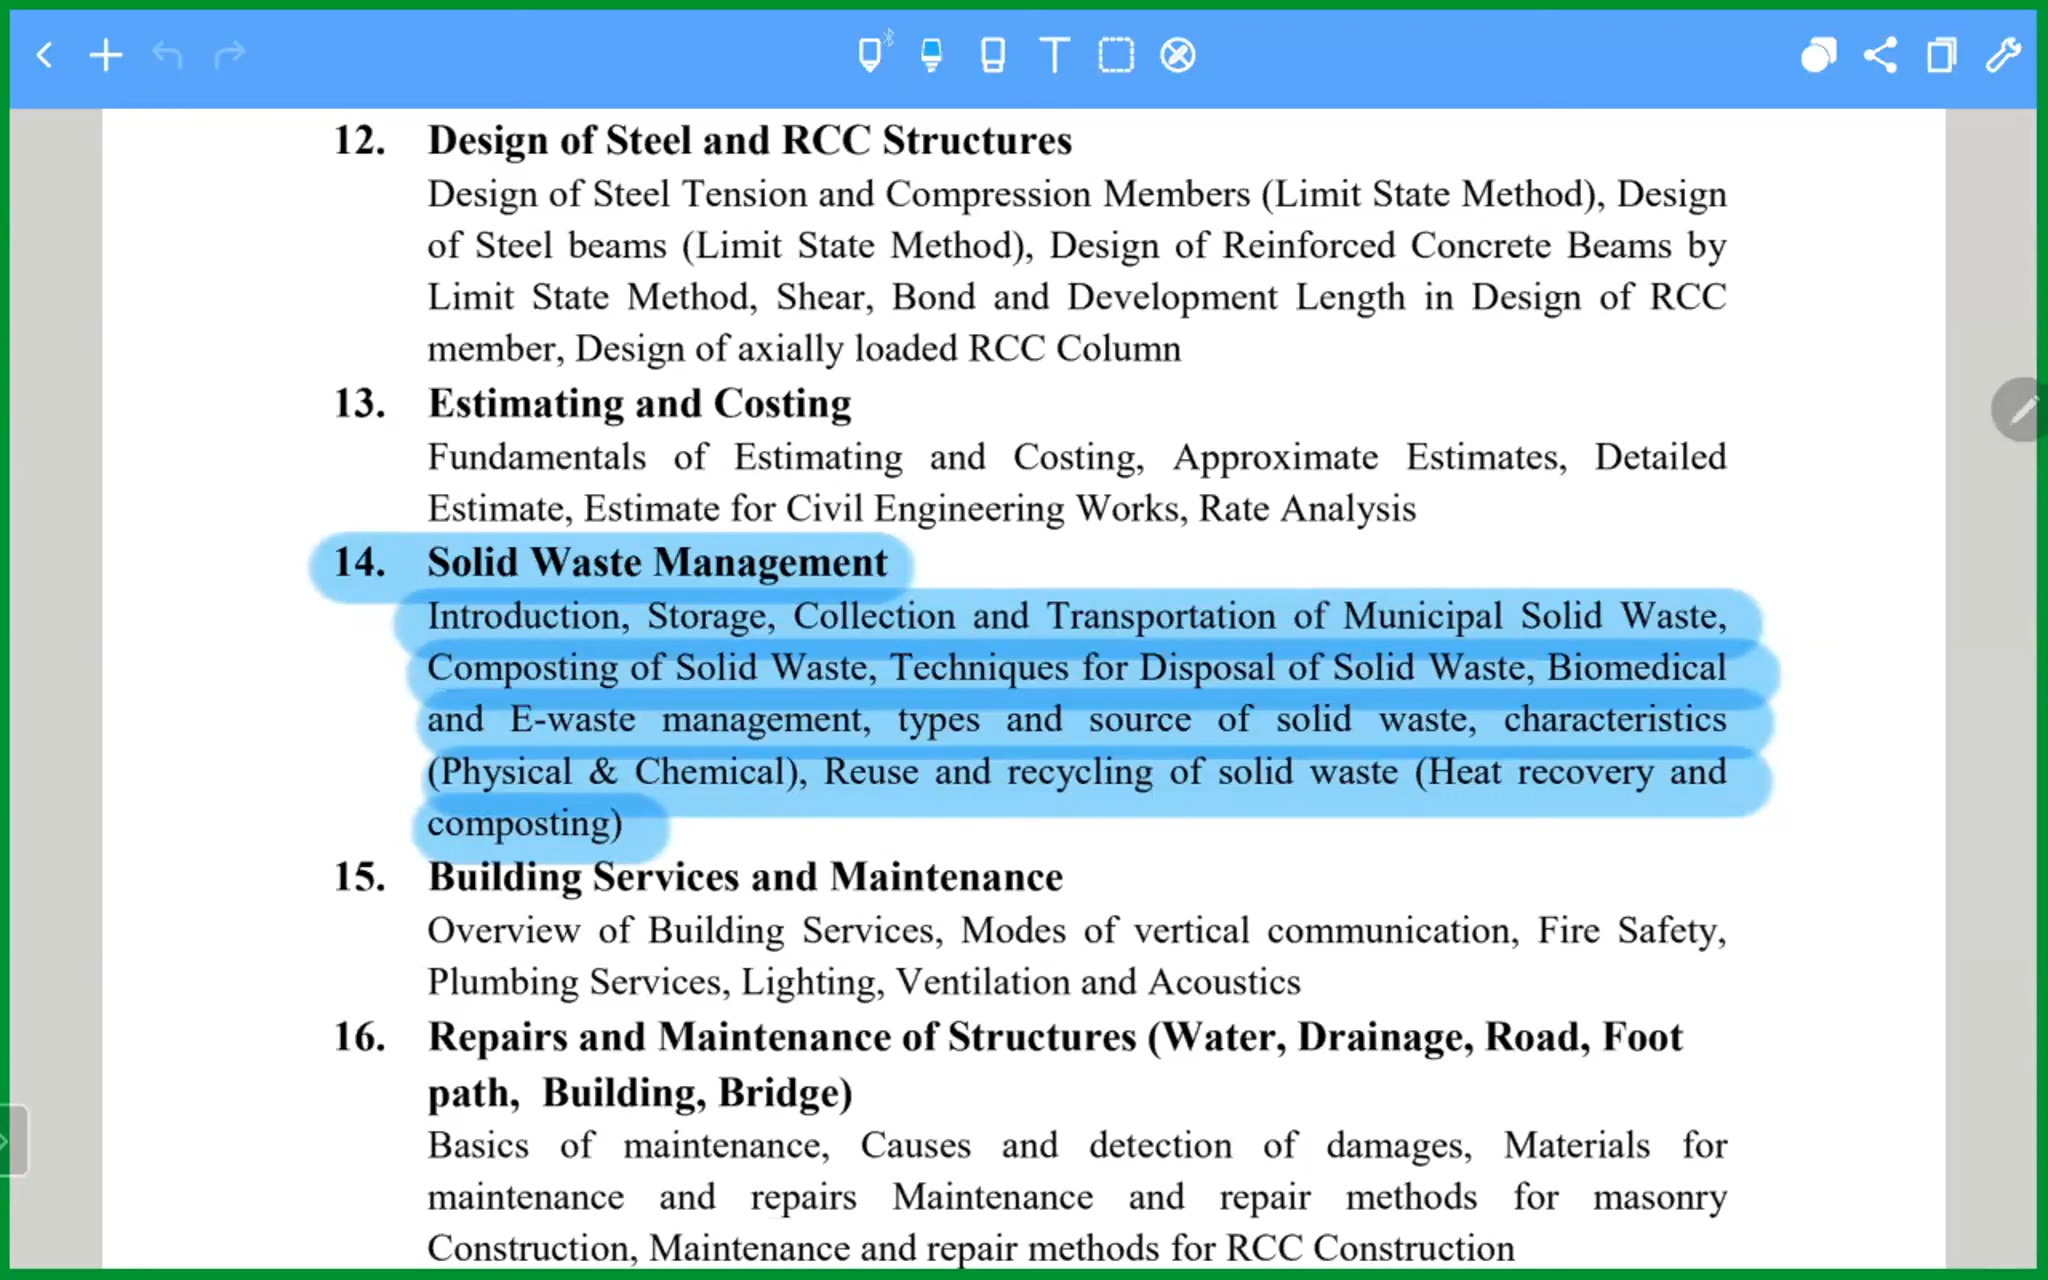 12. Design of Steel and RCC Structures
Design of Steel Tension and Compression Members (Limit State Method), Design
of Steel beams (Limit State Method), Design of Reinforced Concrete Beams by
Limit State Method, Shear, Bond and Development Length in Design of RCC
member, Design of axially loaded RCC Column
13. Estimating and Costing
Fundamentals of Estimating and Costing, Approximate Estimates, Detailed
Estimate, Estimate for Civil Engineering Works, Rate Analysis
14. Solid Waste Management
Introduction, Storage, Collection and Transportation of Municipal Solid Waste,
Composting of Solid Waste, Techniques for Disposal of Solid Waste, Biomedical
and E-waste management, types and source of solid waste, characteristics
(Physical & Chemical), Reuse and recycling of solid waste (Heat recovery and
composting)
15. Building Services and Maintenance
Overview of Building Services, Modes of vertical communication, Fire Safety,
Plumbing Services, Lighting, Ventilation and Acoustics
16. Repairs and Maintenance of Structures (Water, Drainage, Road, Foot
path, Building, Bridge)
Basics of maintenance, Causes and detection of damages, Materials for
maintenance and repairs Maintenance and repair methods for masonry
Construction, Maintenance and repair methods for RCC Construction